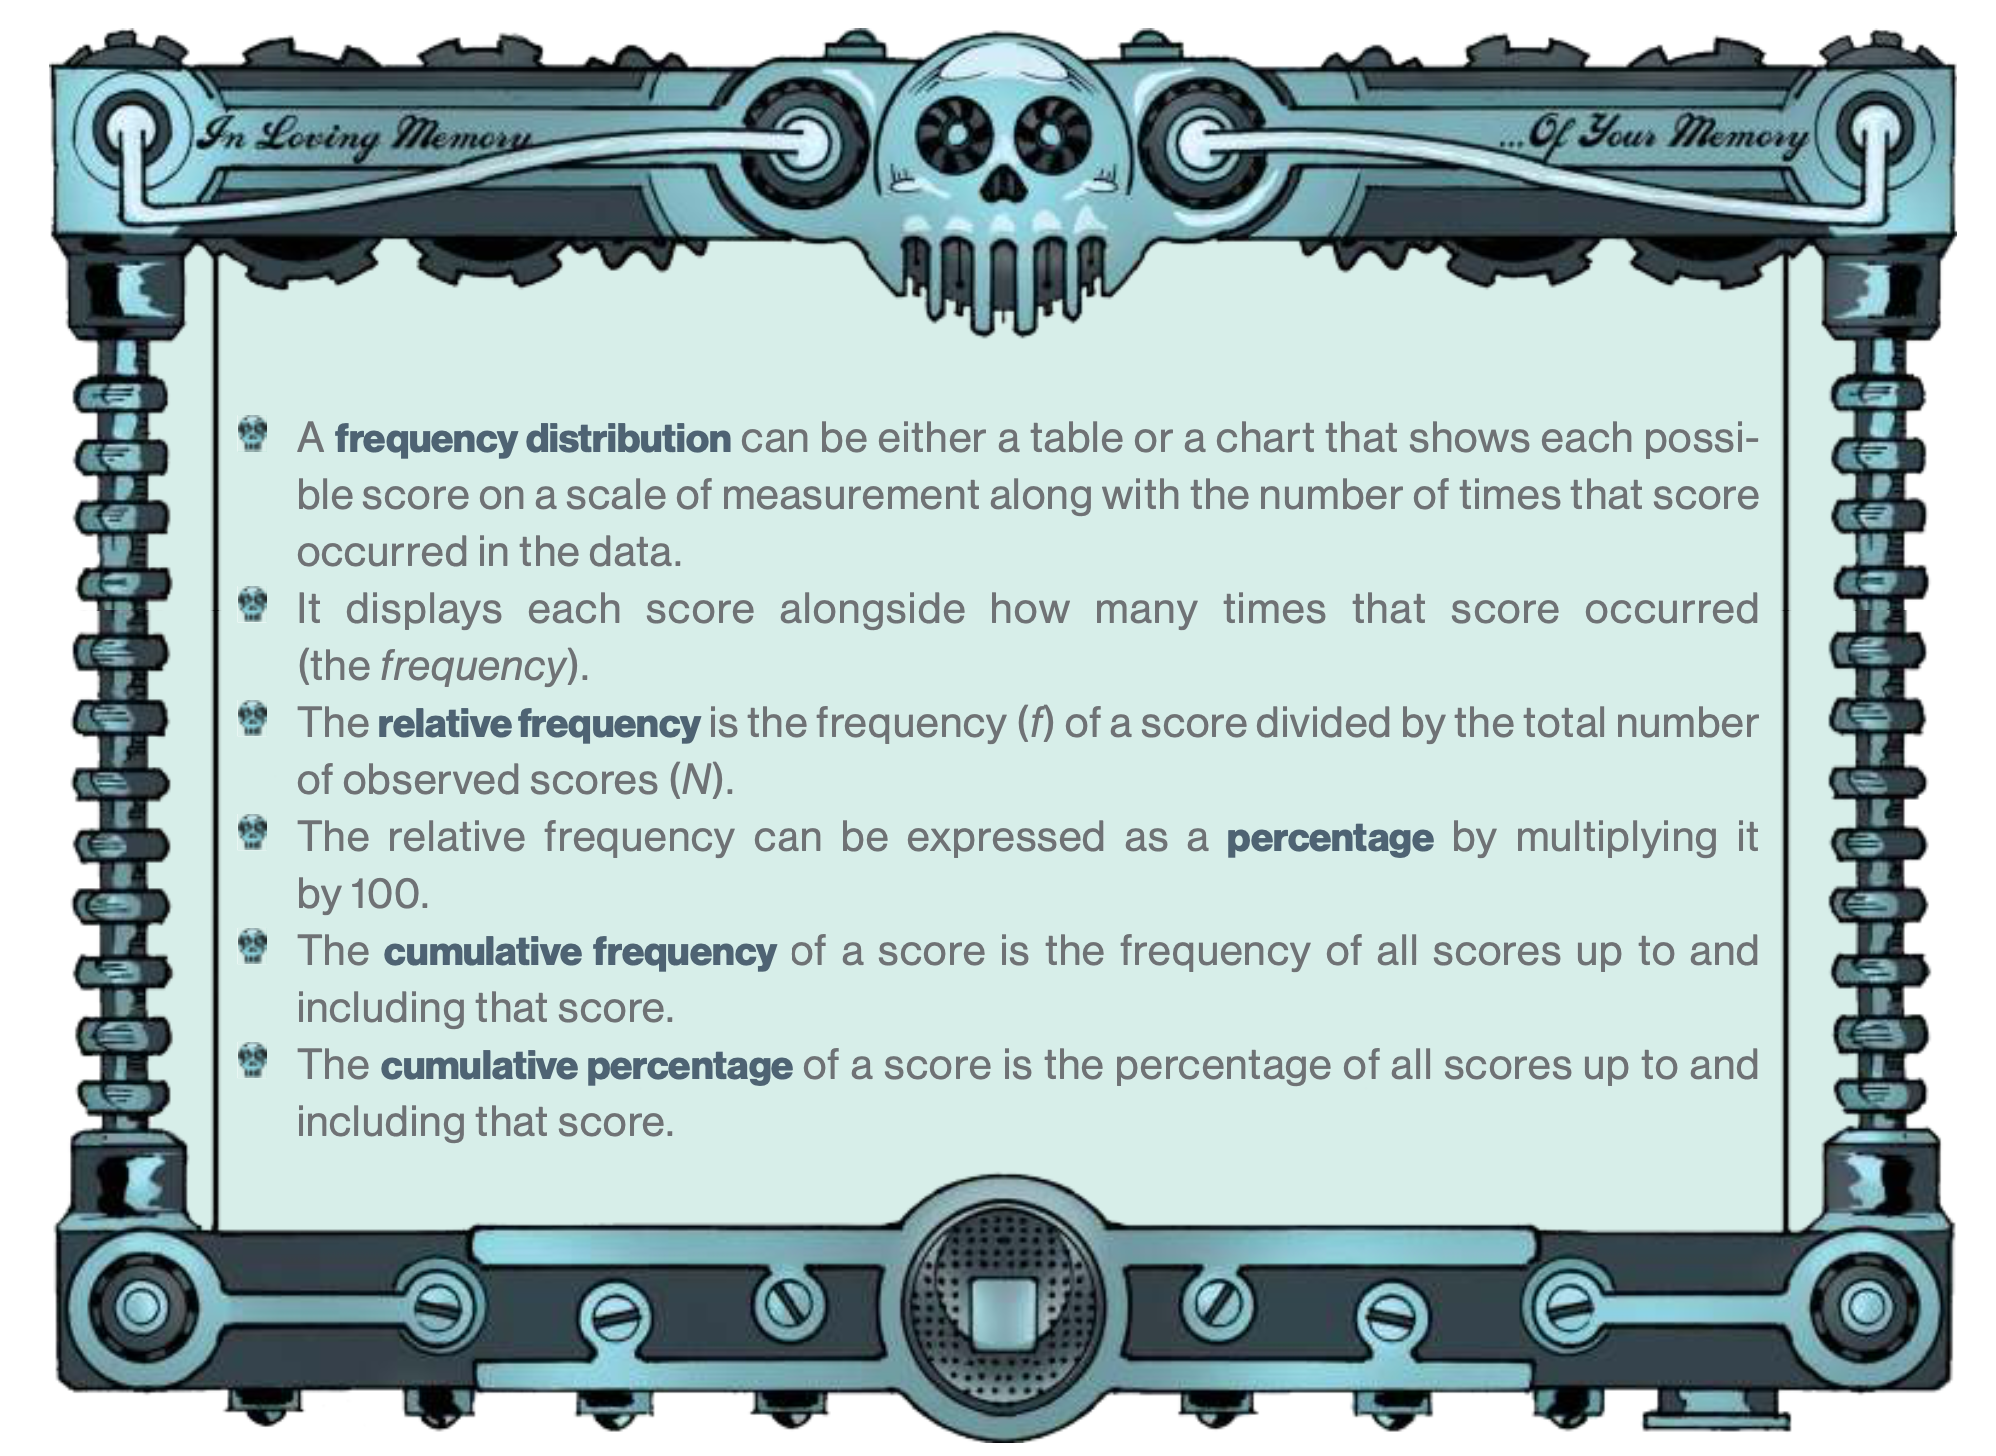 In Loving Memory
...Of Your Memory
A frequency distribution can be either a table or a chart that shows each possi-
ble score on a scale of measurement along with the number of times that score
occurred in the data.
It displays each score alongside how many times that score occurred
(the frequency).
The relative frequency is the frequency (f) of a score divided by the total number
of observed scores (N).
The relative frequency can be expressed as a percentage by multiplying it
by 100.
The cumulative frequency of a score is the frequency of all scores up to and
including that score.
The cumulative percentage of a score is the percentage of all scores up to and
including that score.